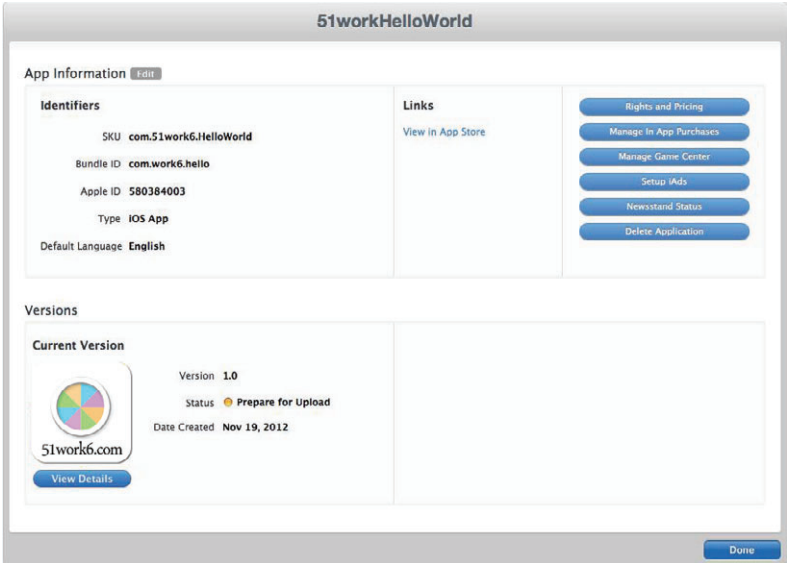 51workHelloWorld
App Information Edit
Identifiers
SKU com.51work6.HelloWorld
Bundle ID com.work6.hello
Apple ID 580384003
Type iOS App
Default Language English
Links
View in App Store
Rights and Pricing
Manage In App Purchases
Manage Game Center
Setup iAds
Newsstand Status
Delete Application
Versions
Current Version
51work6.com
View Details
Version 1.0
Status Prepare for Upload
Date Created Nov 19, 2012
Done